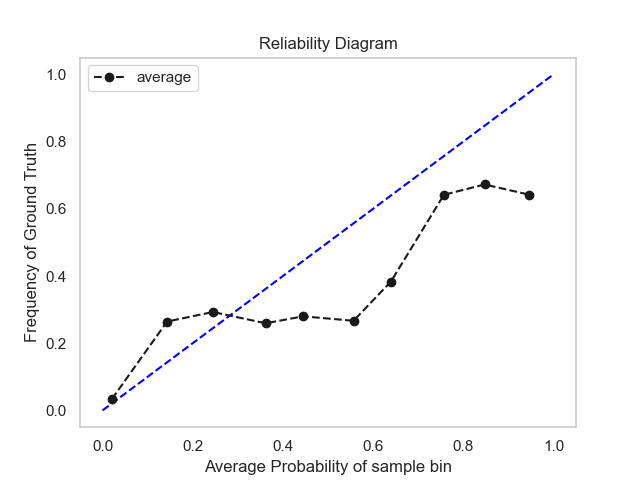 Reliability Diagram
average
Frequency of Ground Truth
1.0
0.8
0.6
0.4
0.2
0.0
0.0 0.2 0.4 0.6 0.8 1.0
Average Probability of sample bin